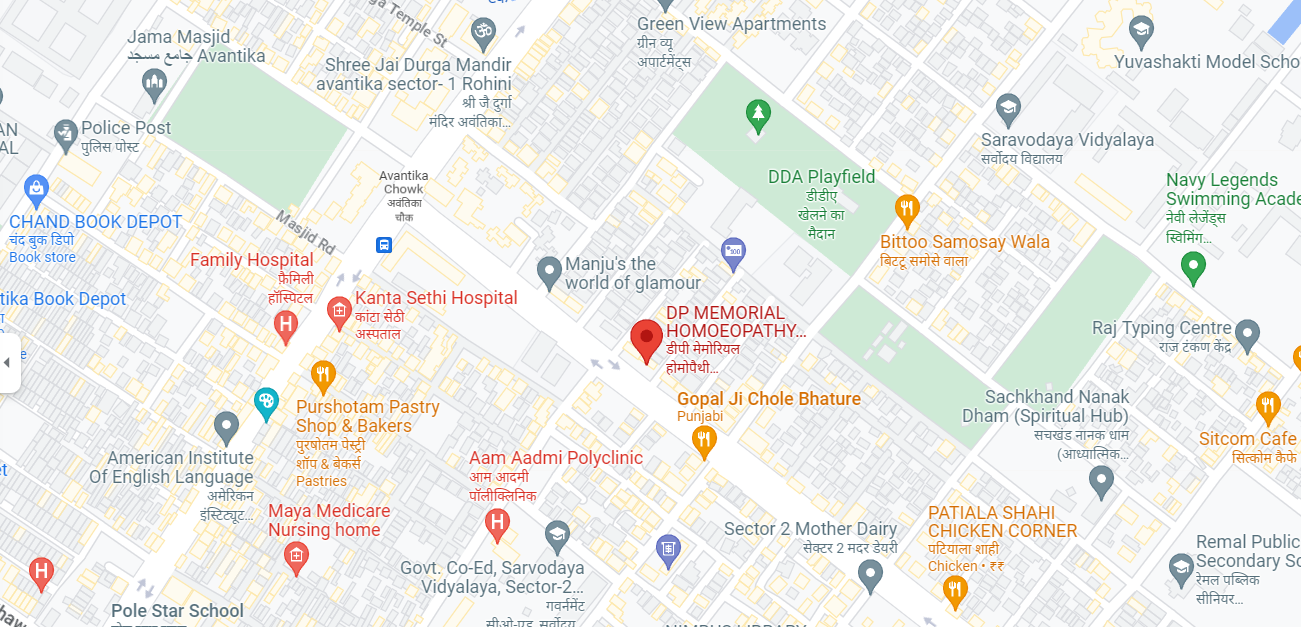 ga Temple St
Jama Masjid
جامع مسجد Avantika
Green View Apartments
ग्रीन व्यू
अपार्टमेंट्स
Shree Jai Durga Mandir
avantika sector- 1 Rohini
श्री जै दुर्गा
मंदिर अवंतिका...
Yuvashakti Model Scho
Police Post
पुलिस पोस्ट
AN
AL
Saravodaya Vidyalaya
सर्वोदय विद्यालय
Avantika
Chowk
अवंतिका
चौक
DDA Playfield
डीडीए
खेलने का
मैदान
Navy Legends
Swimming Acade
नेवी लेजेंड्स
स्विमिंग...
CHAND BOOK DEPOT
चंद बुक डिपो
Book store
Masjid Rd
Bittoo Samosay Wala
बिटटू समोसे वाला
Family Hospital
फ़ैमिली
हॉस्पिटल
Manju's the
world of glamour
tika Book Depot
Kanta Sethi Hospital
कांटा सेठी
अस्पताल
DP MEMORIAL
HOMOEOPATHY...
डीपी मेमोरियल
होमोपैथी...
Raj Typing Centre
राज टंकण केंद्र
Gopal Ji Chole Bhature
Punjabi
Purshotam Pastry
Shop & Bakers
पुरषोतम पेस्ट्री
शॉप & बेकर्स
Pastries
Sachkhand Nanak
Dham (Spiritual Hub)
सचखंड नानक धाम
(आध्यात्मिक...
Sitcom Cafe
सित्कोम कैफे
American Institute
Of English Language
अमेरिकन
इंस्टिट्यूट...
Aam Aadmi Polyclinic
आम आदमी
पॉलीक्लिनिक
Maya Medicare
Nursing home
Sector 2 Mother Dairy
सेक्टर 2 मदर डेयरी
PATIALA SHAHI
CHICKEN CORNER
पटियाला शाही
Chicken • ₹₹
Govt. Co-Ed, Sarvodaya
Vidyalaya, Sector-2...
गवर्नमेंट
सी॰ओ-एड, सर्वोदय
Remal Public
Secondary Sc
रेमल पब्लिक
सीनियर...
Pole Star School
NIMBUS LIBRARY